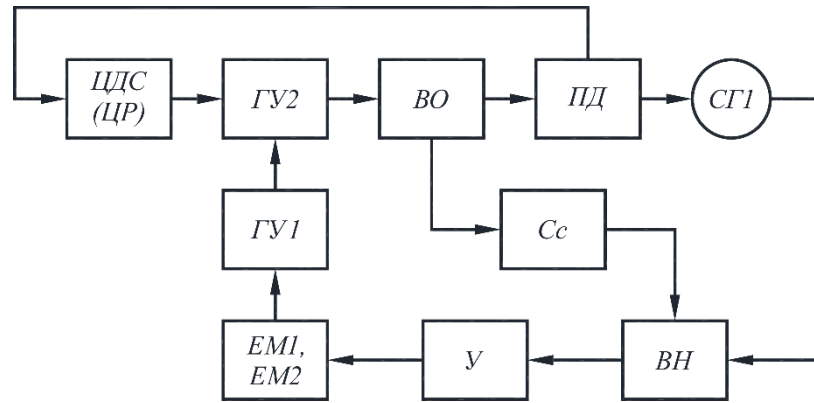 ЦДС
(ЦР)
ГУ2
ВО
ПД
СГ1
ГУ1
Сс
ЕМ1,
ЕМ2
У
ВН